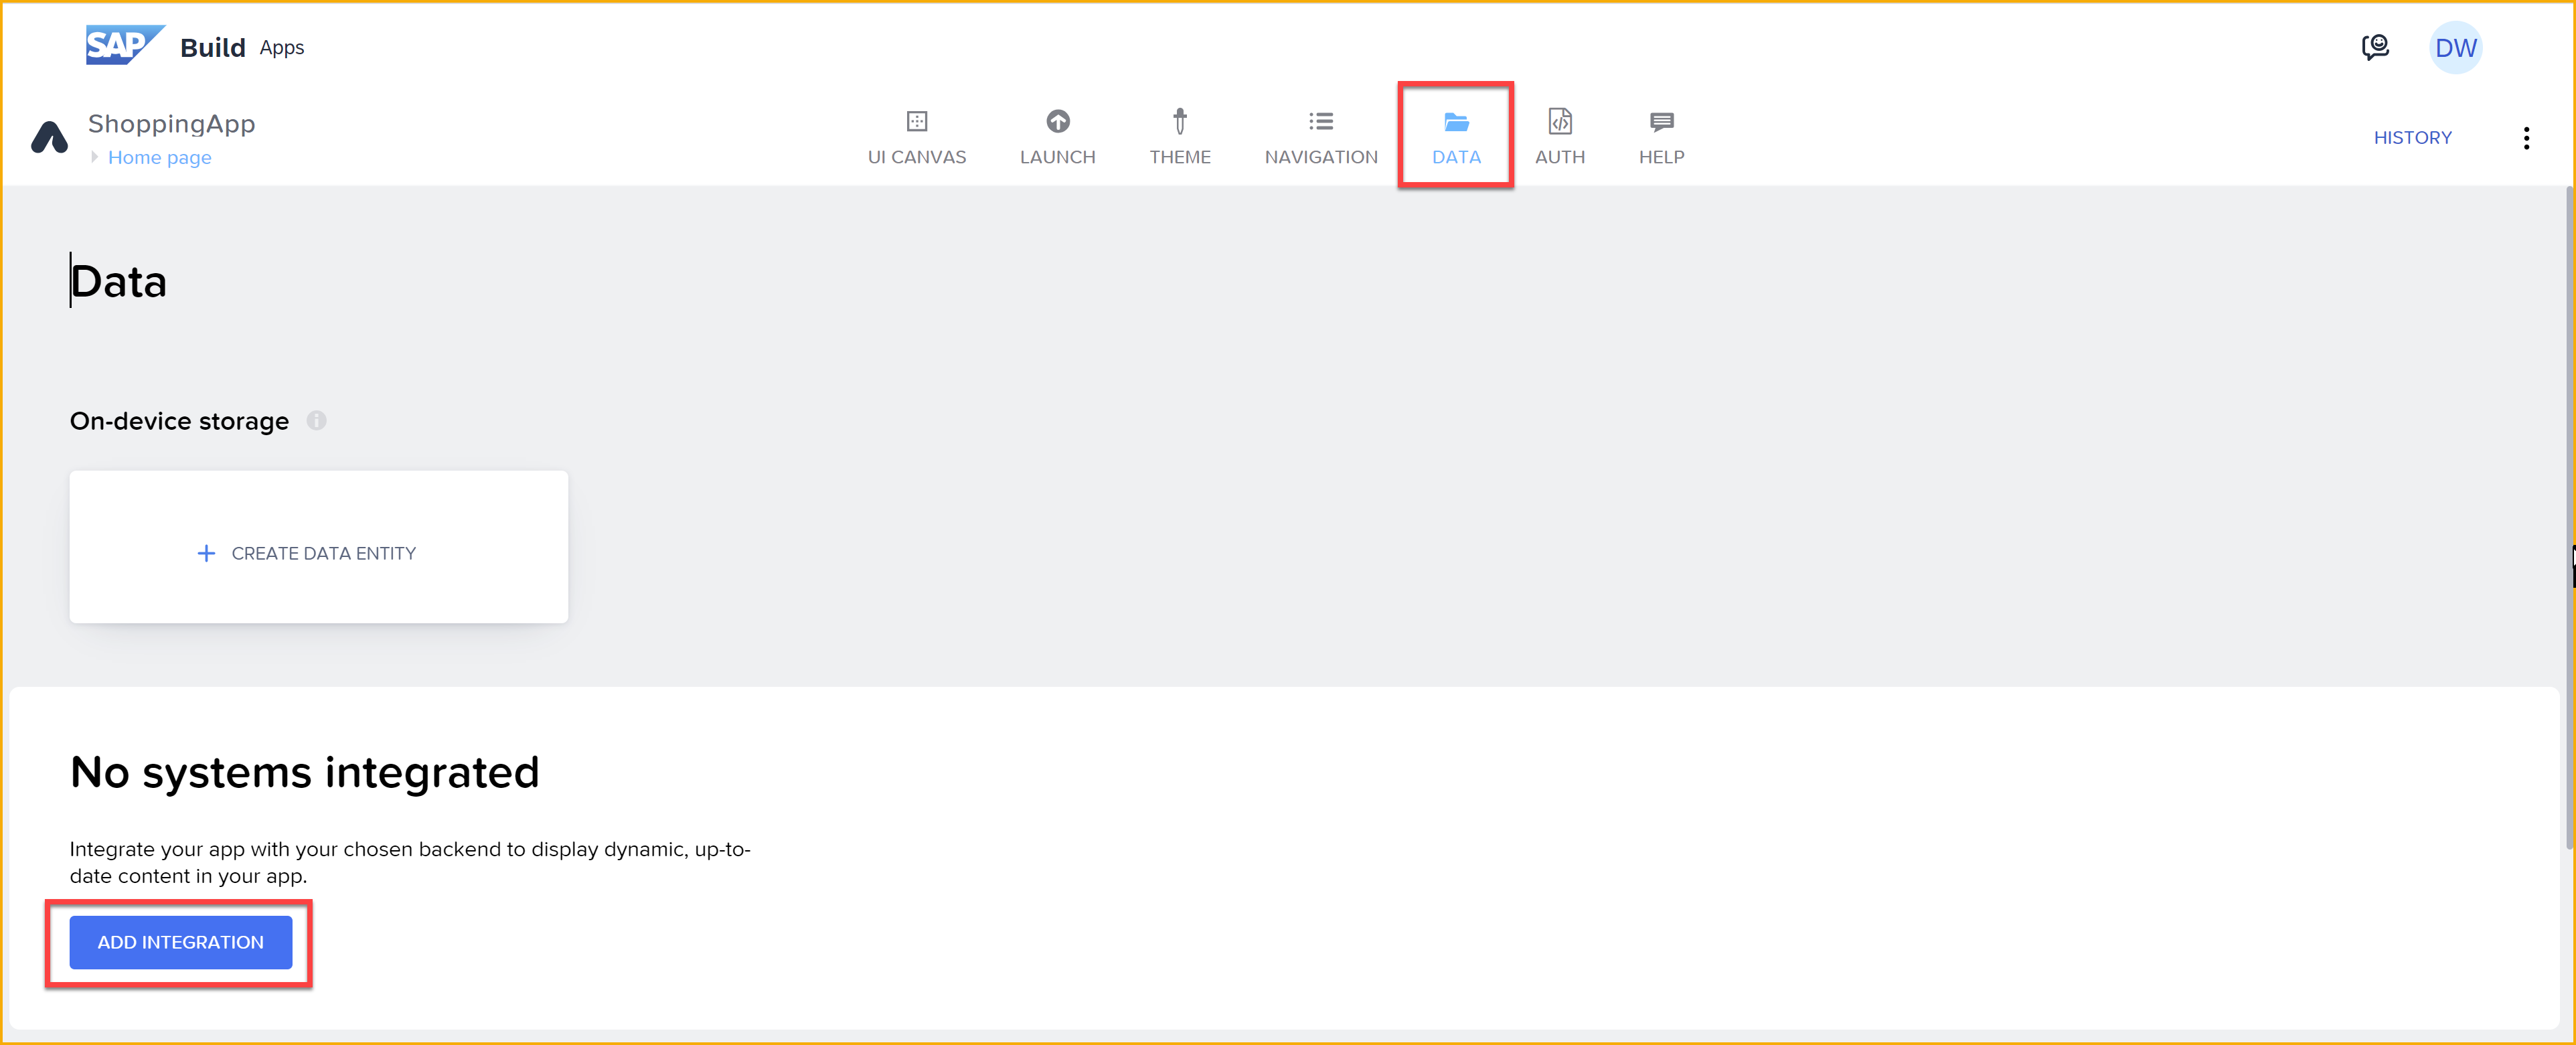 SAP Build Apps
DW
ShoppingApp
Home page
UI CANVAS
LAUNCH
THEME
NAVIGATION
DATA
AUTH
HELP
HISTORY
Data
On-device storage
CREATE DATA ENTITY
No systems integrated
Integrate your app with your chosen backend to display dynamic, up-to-
date content in your app.
ADD INTEGRATION